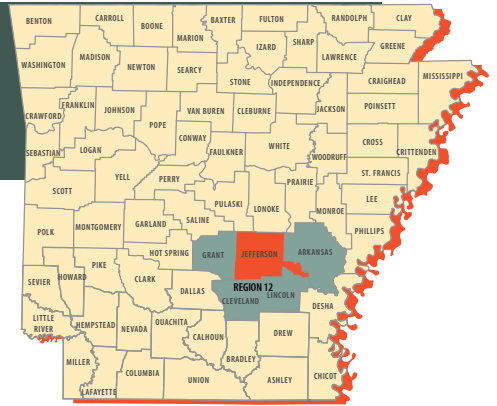 BENTON
CARROLL
BOONE
BAXTER
FULTON
RANDOLPH
CLAY
MARION
IZARD
SHARP
GREENE
LAWRENCE
WASHINGTON
MADISON
NEWTON
SEARCY
STONE
INDEPENDENCE
CRAIGHEAD
MISSISSIPPI
CRAWFORD
FRANKLIN
JOHNSON
POPE
VAN BUREN
CLEBURNE
JACKSON
POINSETT
SEBASTIAN
LOGAN
CONWAY
FAULKNER
WHITE
WOODRUFF
CROSS
CRITTENDEN
ST. FRANCIS
SCOTT
YELL
PERRY
PRAIRIE
LEE
PULASKI
LONOKE
MONROE
POLK
MONTGOMERY
GARLAND
SALINE
PHILLIPS
HOT SPRING
GRANT
JEFFERSON
ARKANSAS
SEVIER
HOWARD
PIKE
CLARK
DALLAS
REGION 12
CLEVELAND
LINCOLN
DESHA
LITTLE
RIVER
HEMPSTEAD
NEVADA
OUACHITA
CALHOUN
DREW
BRADLEY
MILLER
COLUMBIA
UNION
ASHLEY
CHICOT
LAFAYETTE